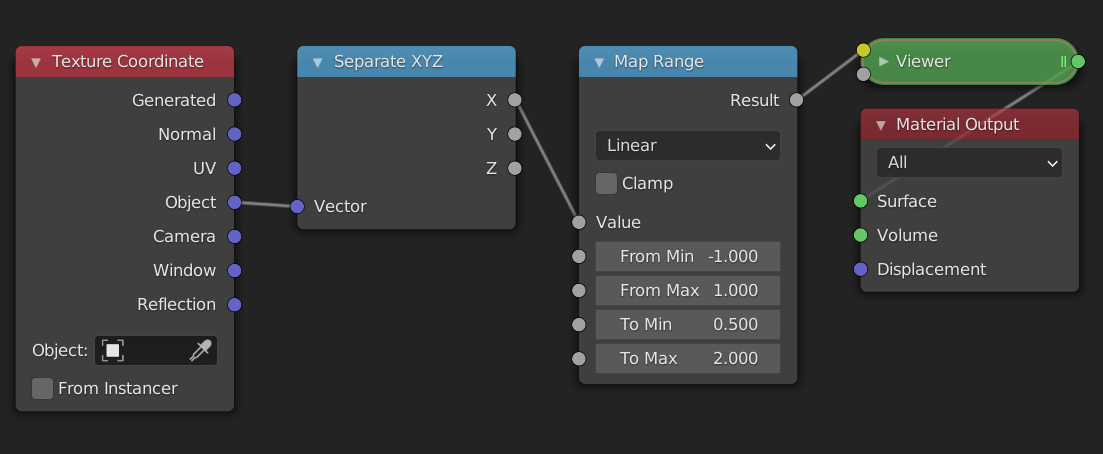 Texture Coordinate
Generated
Normal
UV
Object
Camera
Window
Reflection
Object:
From Instancer
Separate XYZ
X
Y
Z
Vector
Map Range
Result
Linear
Clamp
Value
From Min -1.000
From Max 1.000
To Min 0.500
To Max 2.000
Viewer
Material Output
All
Surface
Volume
Displacement